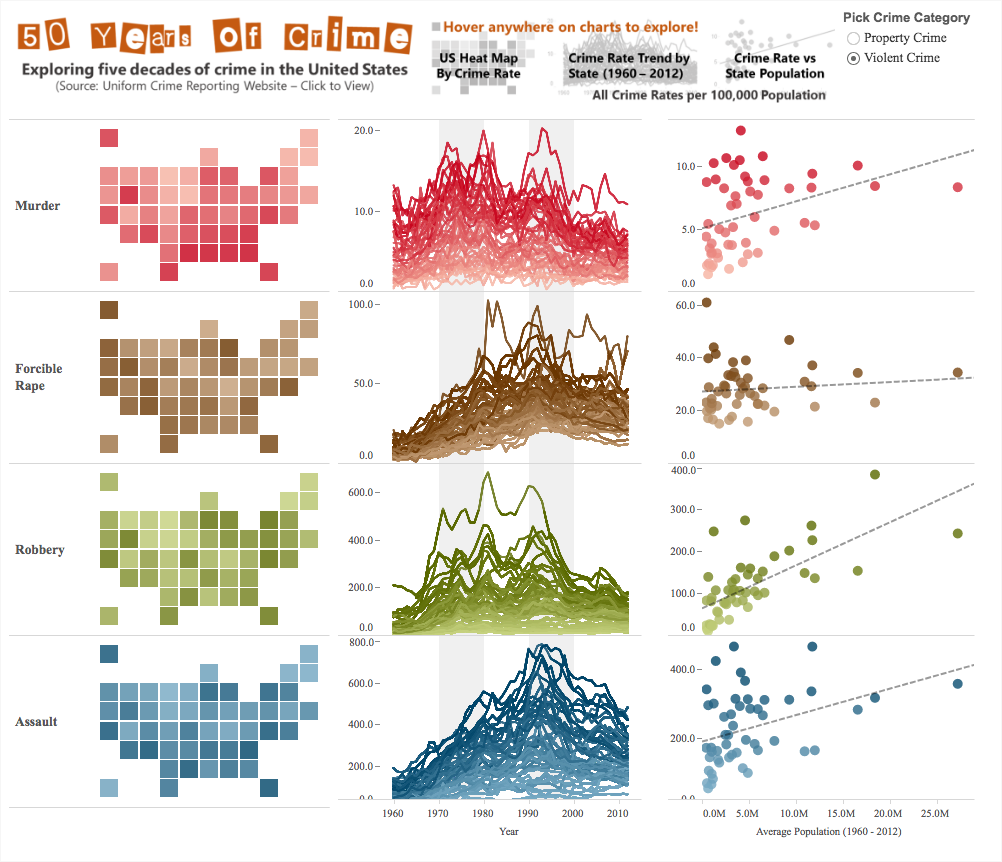 50 Years of Crime
Exploring five decades of crime in the United States
(Source: Uniform Crime Reporting Website – Click to View)
Hover anywhere on charts to explore!
US Heat Map
By Crime Rate
Crime Rate Trend by
State (1960 – 2012)
Crime Rate vs
State Population
All Crime Rates per 100,000 Population
Pick Crime Category
Property Crime
Violent Crime
Murder
20.0
10.0
0.0
10.0
5.0
0.0
Forcible
Rape
100.0
50.0
0.0
60.0
40.0
20.0
0.0
Robbery
600.0
400.0
200.0
0.0
400.0
300.0
200.0
100.0
0.0
Assault
800.0
600.0
400.0
200.0
0.0
400.0
200.0
0.0
1960 1970 1980 1990 2000 2010
Year
0.0M 5.0M 10.0M 15.0M 20.0M 25.0M
Average Population (1960 - 2012)